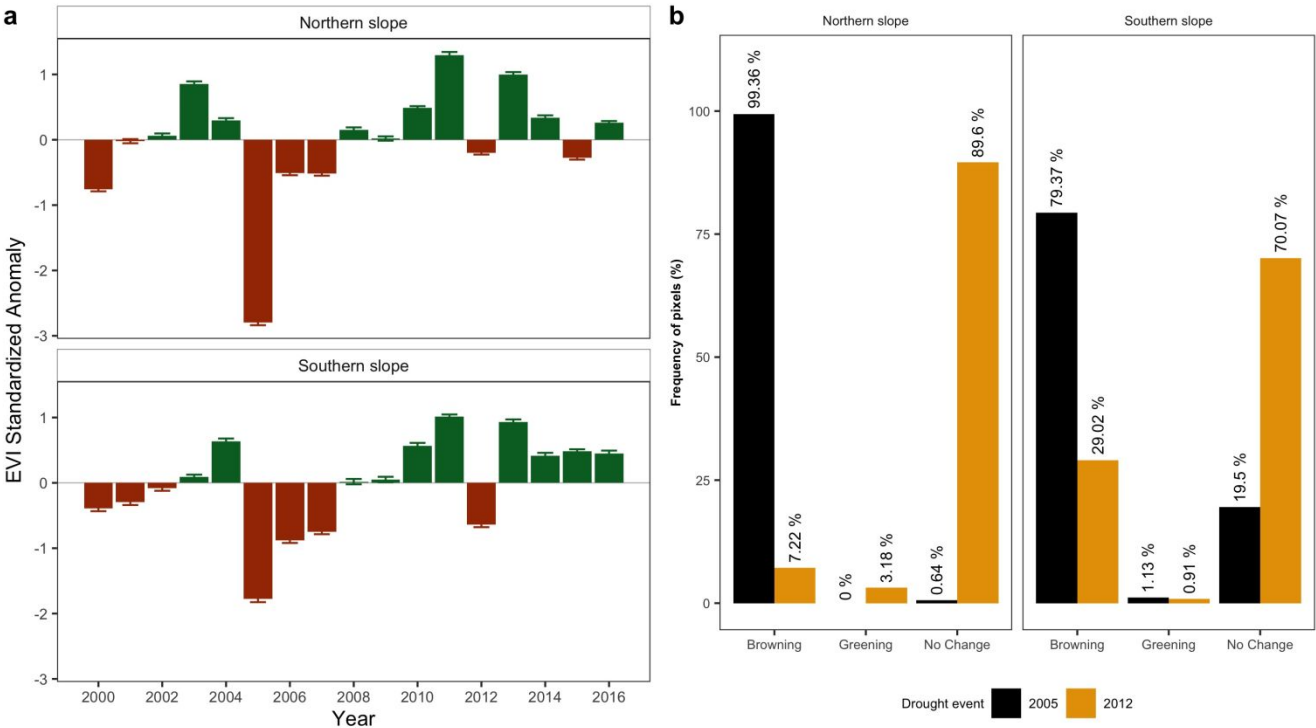 a
Northern slope
1
0
-1
-2
-3
Southern slope
1
0
-1
-2
-3
EVI Standardized Anomaly
2000 2002 2004 2006 2008 2010 2012 2014 2016
Year
b
Northern slope Southern slope
Frequency of pixels (%)
100
75
50
25
0
99.36 %
7.22 %
0 %
3.18 %
0.64 %
89.6 %
79.37 %
29.02 %
1.13 %
0.91 %
19.5 %
70.07 %
Browning Greening No Change Browning Greening No Change
Drought event 2005 2012